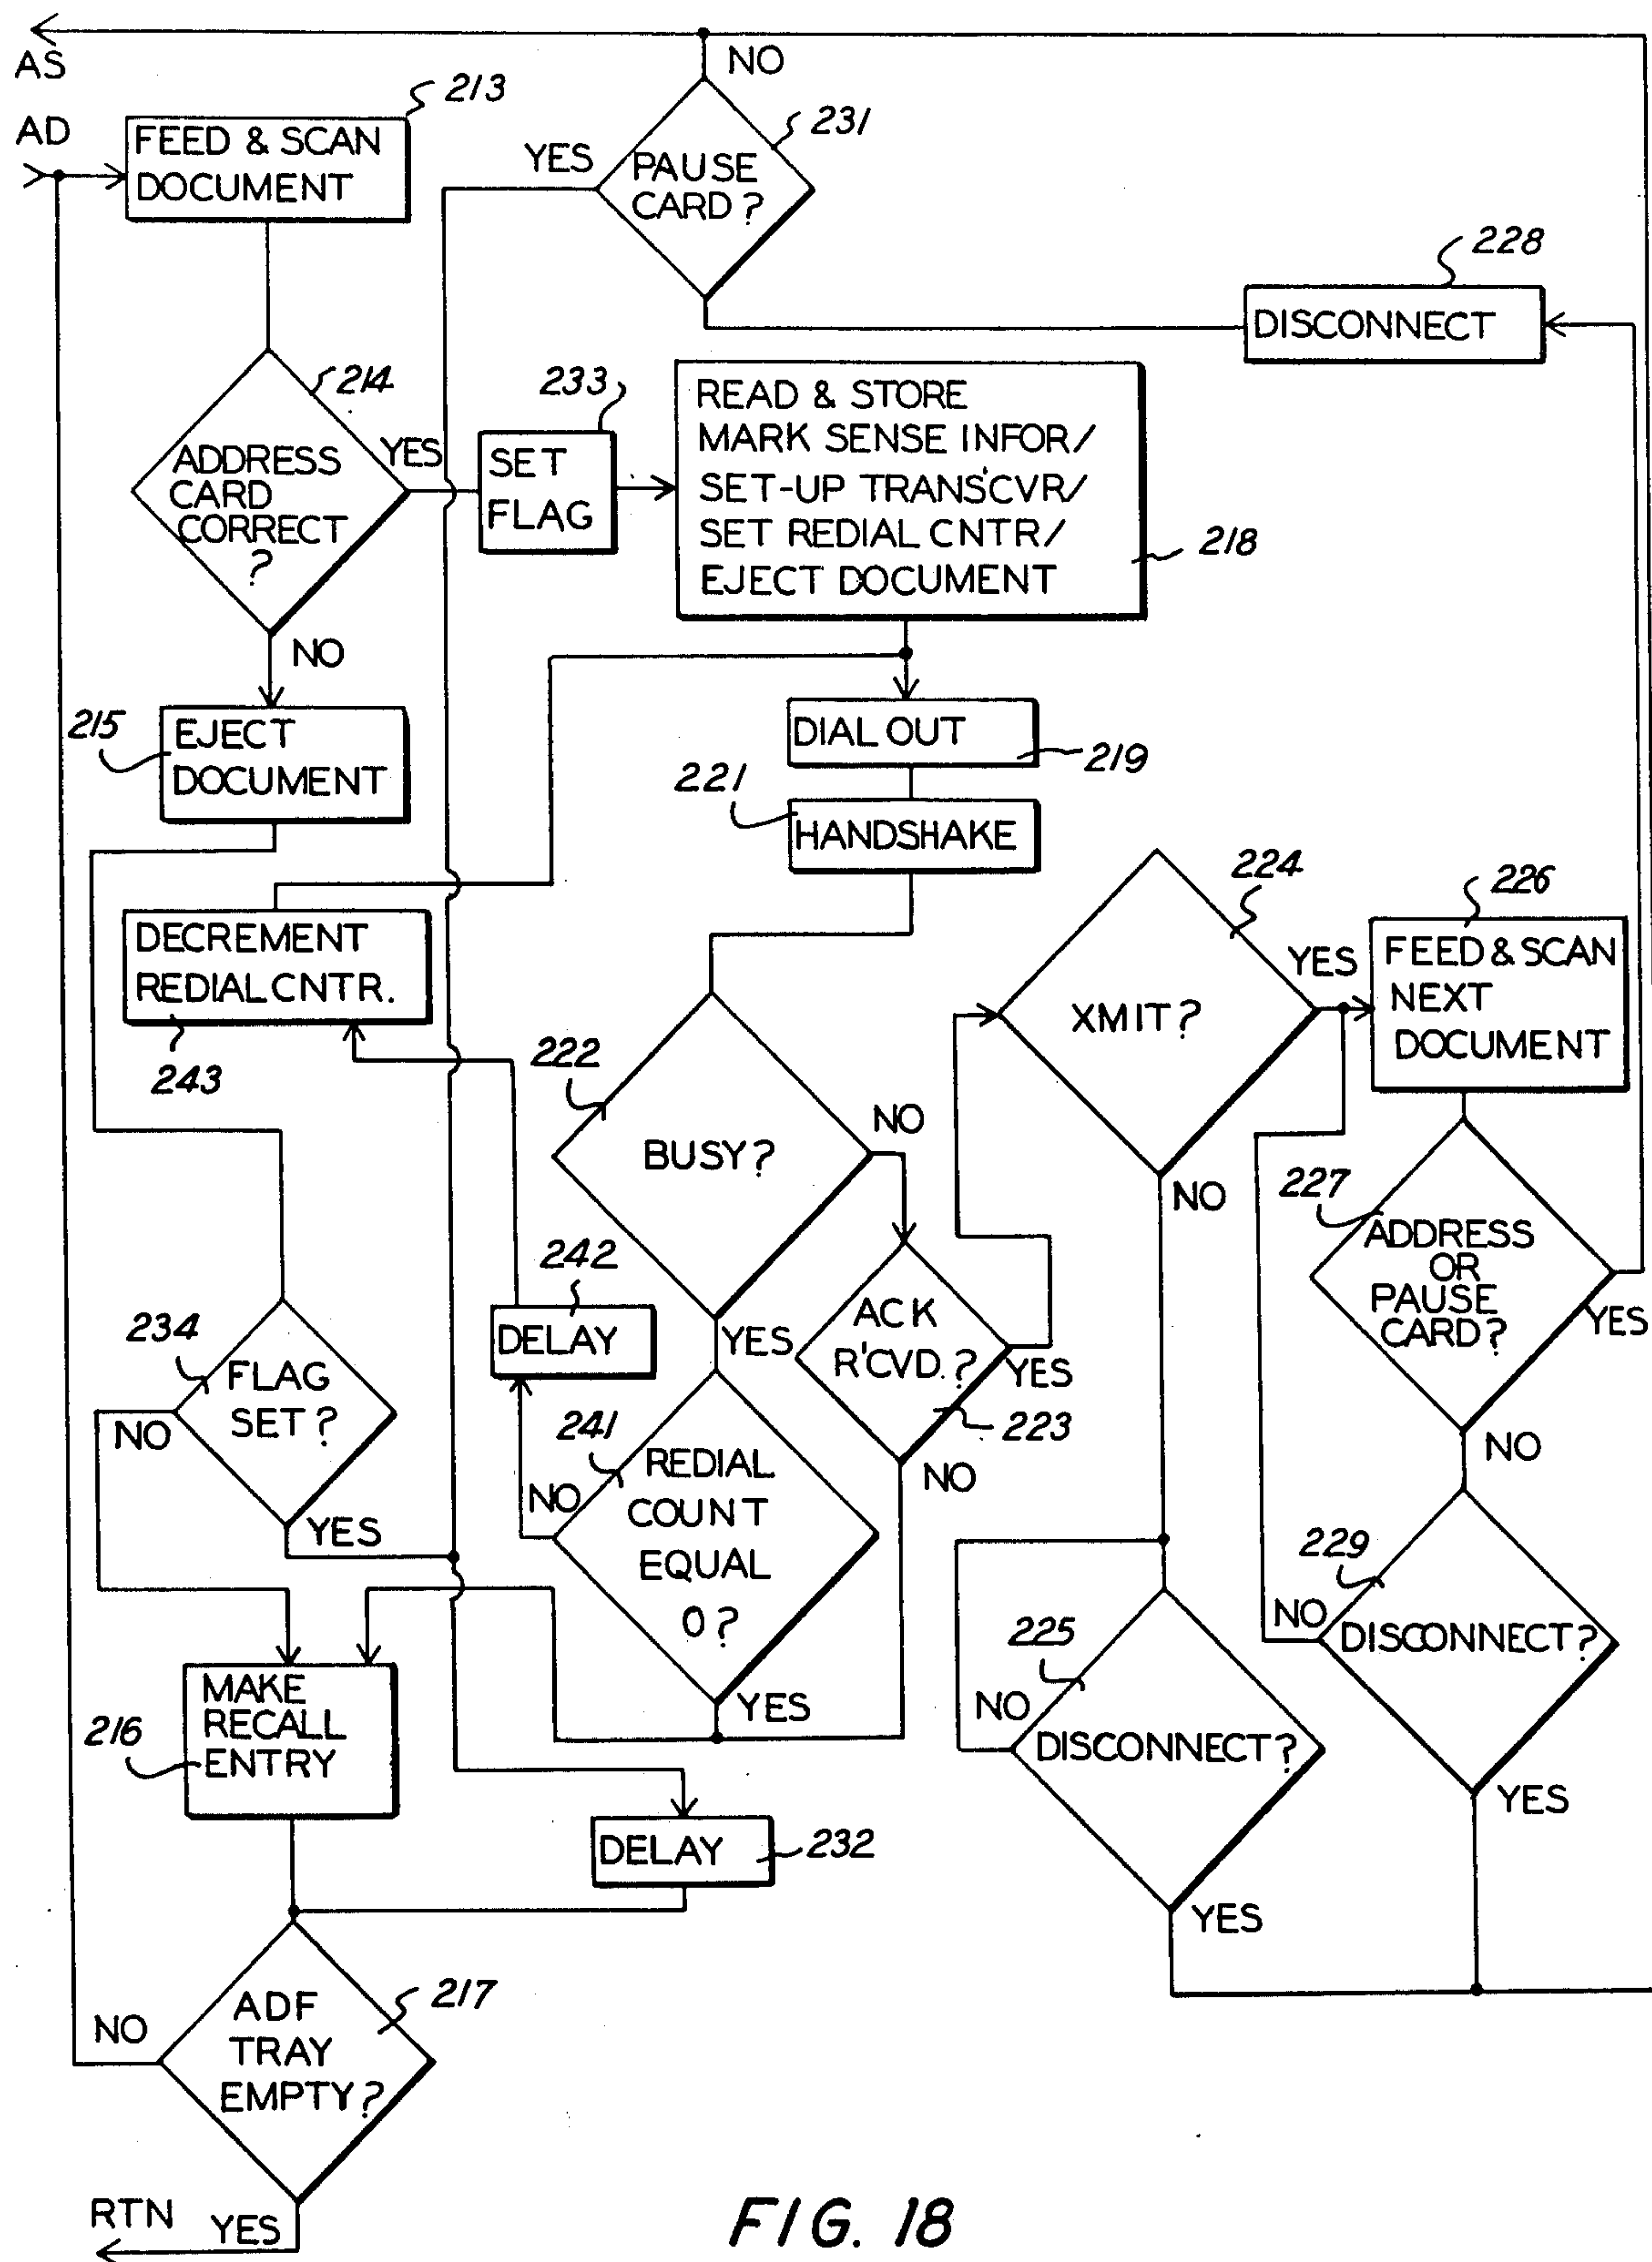 AS
NO
213
AD
FEED & SCAN
DOCUMENT
231
YES
PAUSE
CARD?
228
DISCONNECT
214
ADDRESS
CARD
CORRECT
?
YES
NO
233
SET
FLAG
READ & STORE
MARK SENSE INFOR/
SET-UP TRANS'CVR/
SET REDIAL CNTR/
EJECT DOCUMENT
218
215
EJECT
DOCUMENT
DIAL OUT
219
221
HANDSHAKE
DECREMENT
REDIAL CNTR.
243
222
BUSY?
NO
YES
224
XMIT?
YES
NO
226
FEED & SCAN
NEXT
DOCUMENT
227
ADDRESS
OR
PAUSE
CARD?
YES
NO
242
DELAY
ACK
R'CVD.?
YES
223
NO
234
FLAG
SET?
NO
YES
241
REDIAL
COUNT
EQUAL
0?
NO
YES
229
DISCONNECT?
NO
YES
225
DISCONNECT?
NO
YES
MAKE
RECALL
ENTRY
216
DELAY
232
217
ADF
TRAY
EMPTY?
NO
YES
RTN
FIG. 18